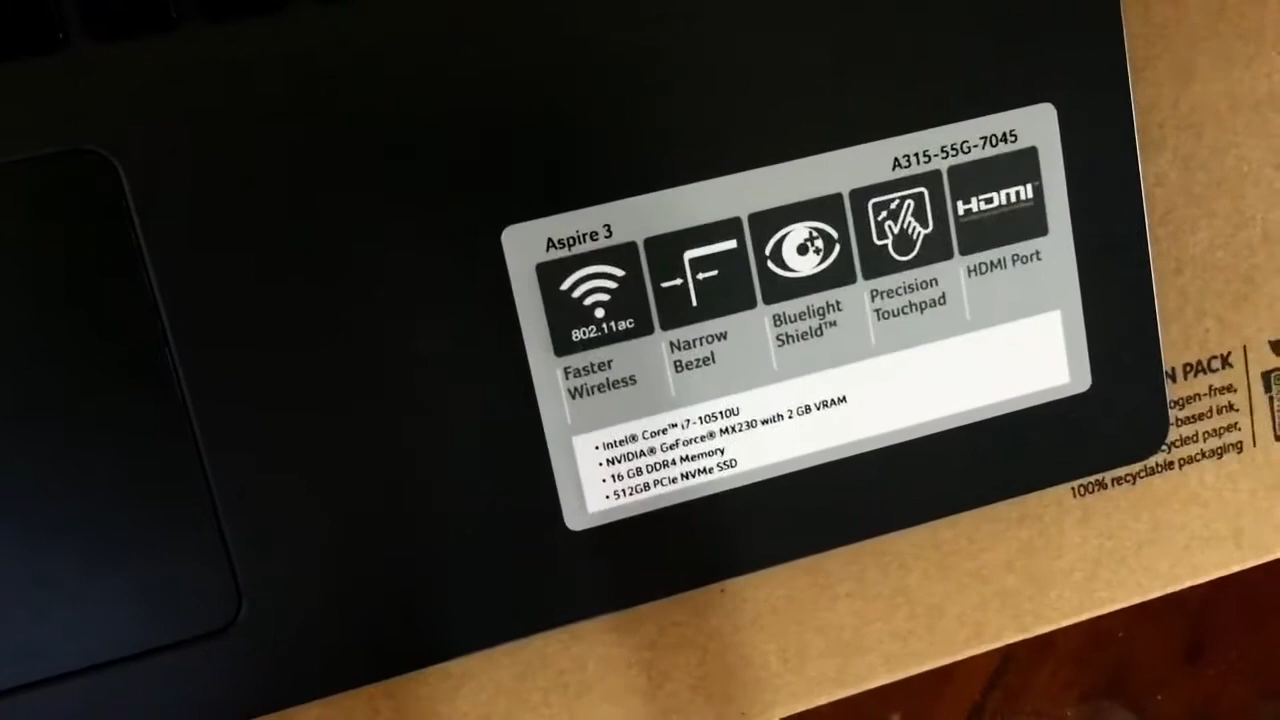 Aspire 3
A315-55G-7045
802.11ac
HDMI
Faster
Wireless
Narrow
Bezel
Bluelight
Shield™
Precision
Touchpad
HDMI Port
• Intel® Core™ i7-10510U
• NVIDIA® GeForce® MX230 with 2 GB VRAM
• 16 GB DDR4 Memory
• 512GB PCIe NVMe SSD
N PACK
ogen-free,
-based ink,
ycled paper,
100% recyclable packaging